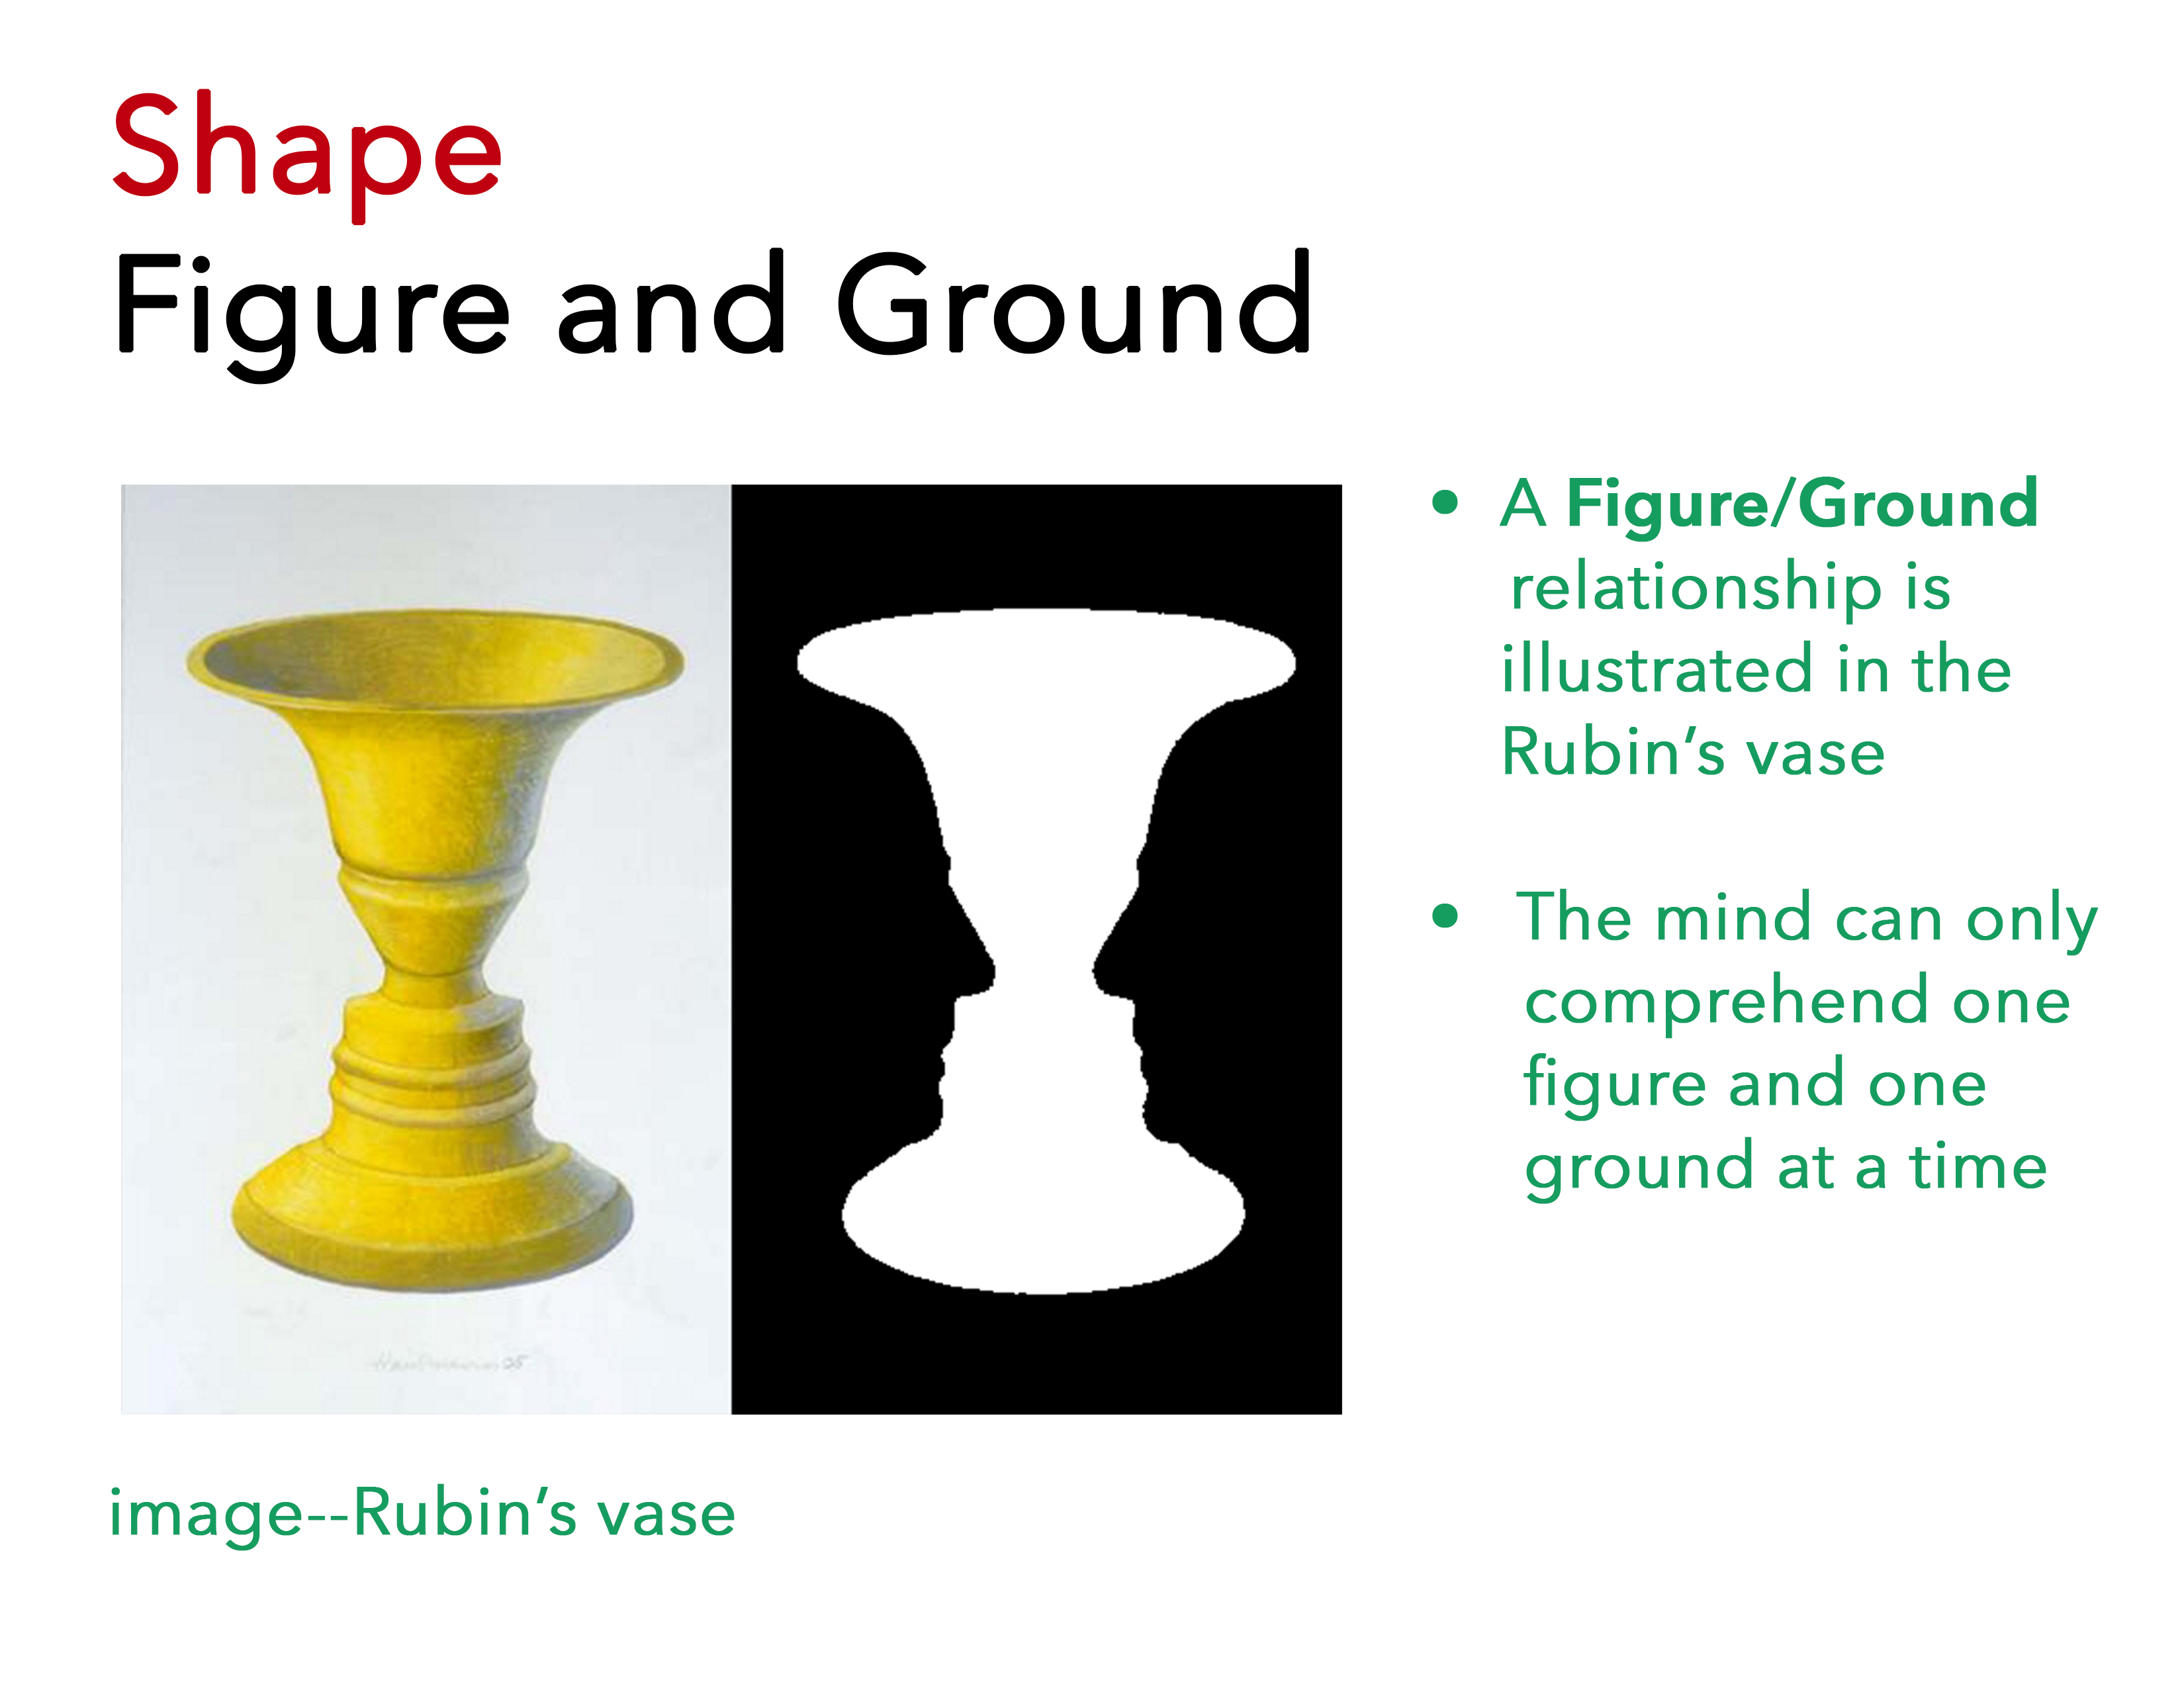 Shape
Figure and Ground
• A Figure/Ground
relationship is
illustrated in the
Rubin’s vase
• The mind can only
comprehend one
figure and one
ground at a time
image--Rubin’s vase